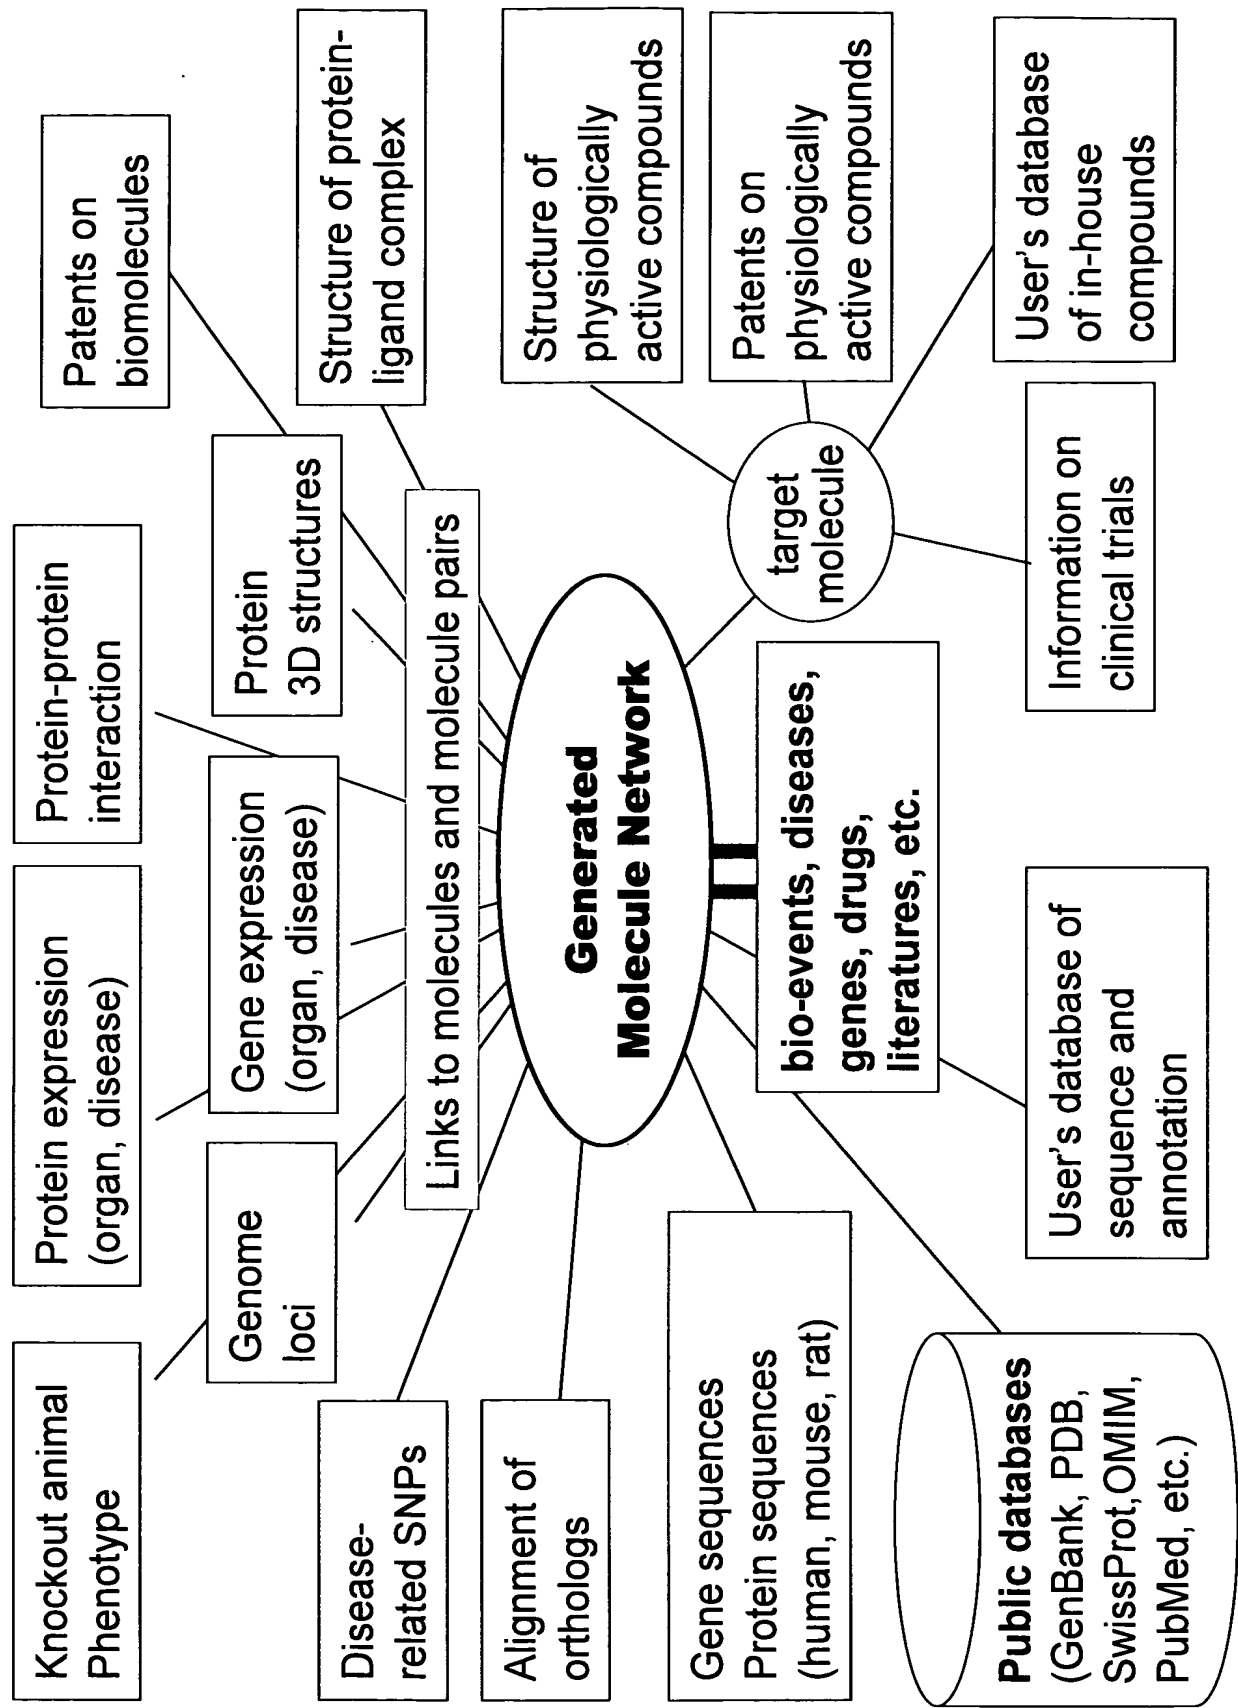 Knockout animal
Phenotype
Protein expression
(organ, disease)
Protein-protein
interaction
Patents on
biomolecules
Genome
loci
Gene expression
(organ, disease)
Protein
3D structures
Structure of protein-
ligand complex
Disease-
related SNPs
Links to molecules and molecule pairs
Alignment of
orthologs
Generated
Molecule Network
Structure of
physiologically
active compounds
Gene sequences
Protein sequences
(human, mouse, rat)
bio-events, diseases,
genes, drugs,
literatures, etc.
target
molecule
Patents on
physiologically
active compounds
Public databases
(GenBank, PDB,
SwissProt,OMIM,
PubMed, etc.)
User's database of
sequence and
annotation
Information on
clinical trials
User's database
of in-house
compounds